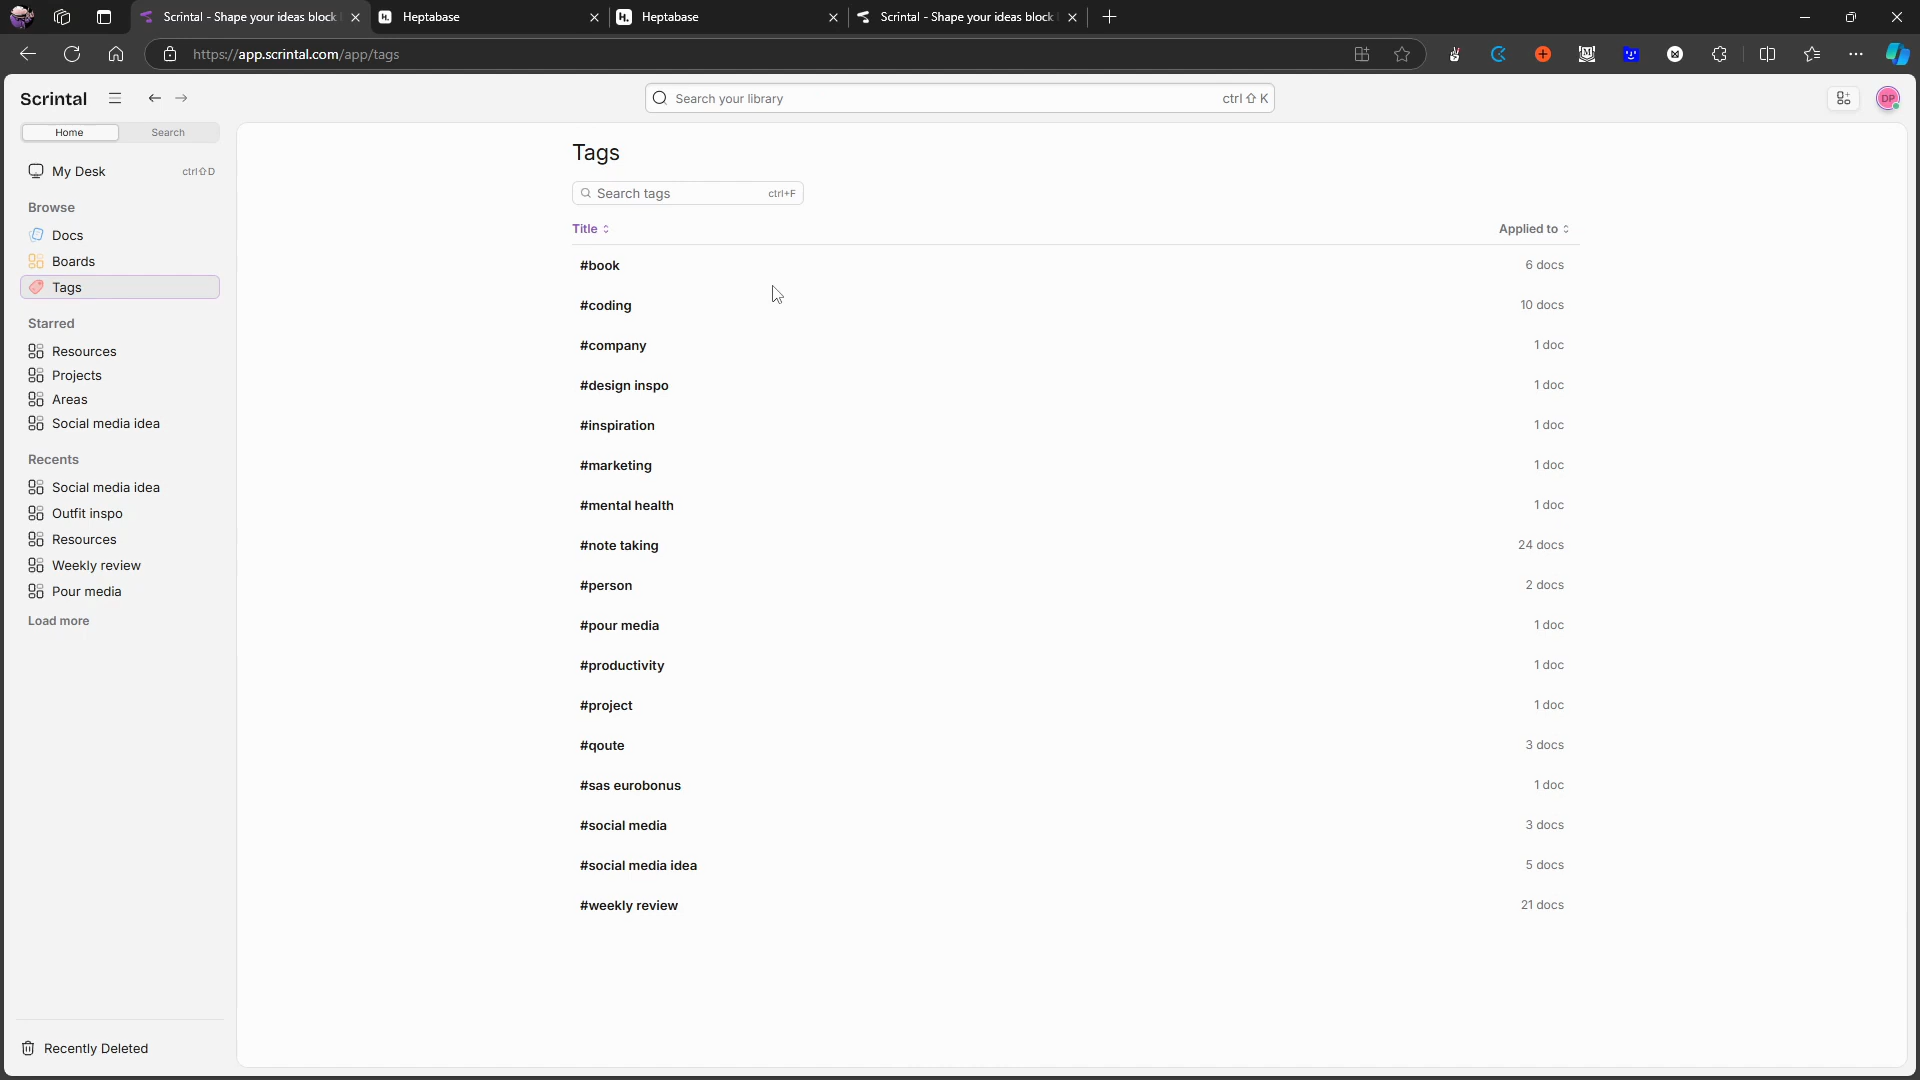 Scrintal - Shape your ideas block
Heptabase
Heptabase
Scrintal - Shape your ideas block
https://app.scrintal.com/app/tags
Scrintal
Search your library
ctrl⇧K
DP
Home
Search
My Desk
ctrl⇧D
Browse
Docs
Boards
Tags
Starred
Resources
Projects
Areas
Social media idea
Recents
Social media idea
Outfit inspo
Resources
Weekly review
Pour media
Load more
Recently Deleted
Tags
Search tags
ctrl+F
Title
Applied to
#book
6 docs
#coding
10 docs
#company
1 doc
#design inspo
1 doc
#inspiration
1 doc
#marketing
1 doc
#mental health
1 doc
#note taking
24 docs
#person
2 docs
#pour media
1 doc
#productivity
1 doc
#project
1 doc
#qoute
3 docs
#sas eurobonus
1 doc
#social media
3 docs
#social media idea
5 docs
#weekly review
21 docs